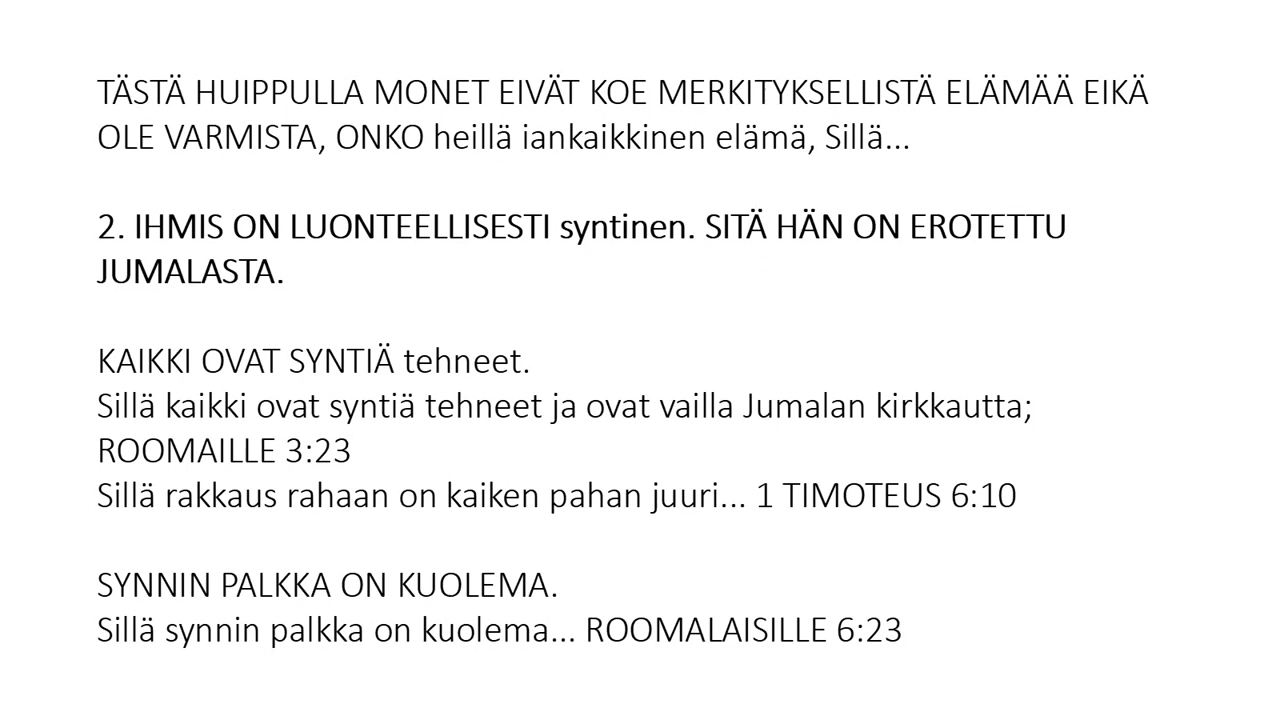 TÄSTÄ HUIPPULLA MONET EIVÄT KOE MERKITYKSELLISTÄ ELÄMÄÄ EIKÄ
OLE VARMISTA, ONKO heillä iankaikkinen elämä, Sillä...
2. IHMIS ON LUONTEELLISESTI syntinen. SITÄ HÄN ON EROTETTU
JUMALASTA.
KAIKKI OVAT SYNTIÄ tehneet.
Sillä kaikki ovat syntiä tehneet ja ovat vailla Jumalan kirkkautta;
ROOMAILLE 3:23
Sillä rakkaus rahaan on kaiken pahan juuri... 1 TIMOTEUS 6:10
SYNNIN PALKKA ON KUOLEMA.
Sillä synnin palkka on kuolema... ROOMALAISILLE 6:23